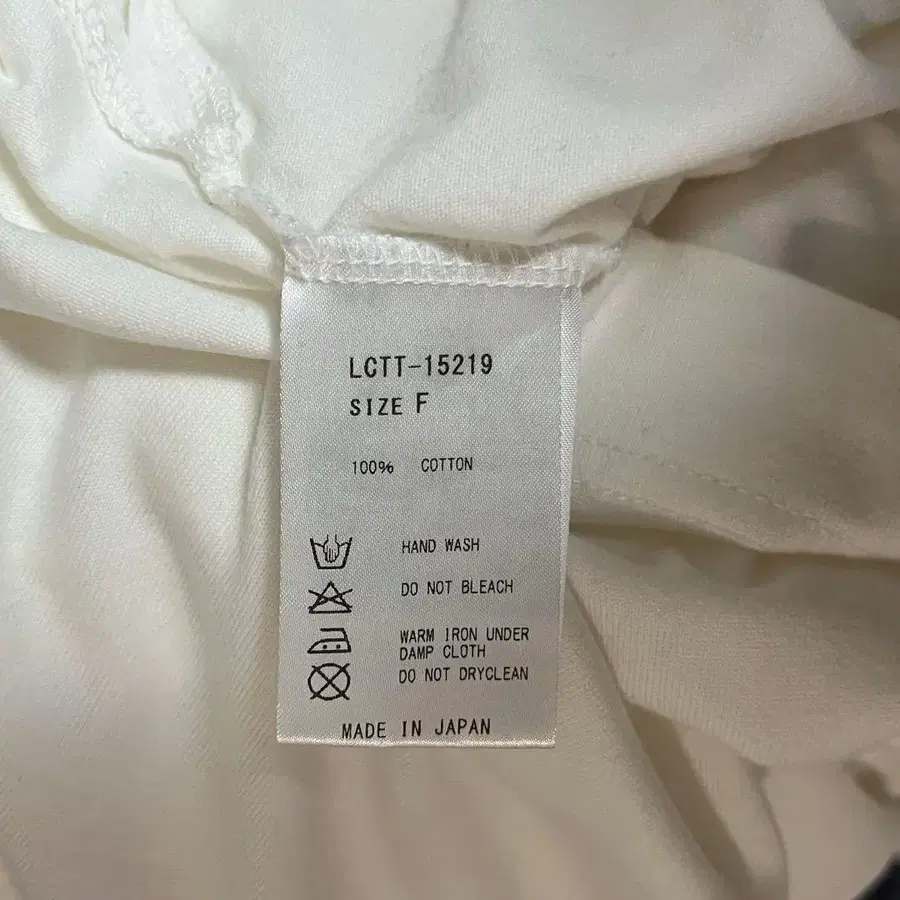 LCTT-15219
SIZE F
100% COTTON
HAND WASH
DO NOT BLEACH
WARM IRON UNDER
DAMP CLOTH
DO NOT DRYCLEAN
MADE IN JAPAN